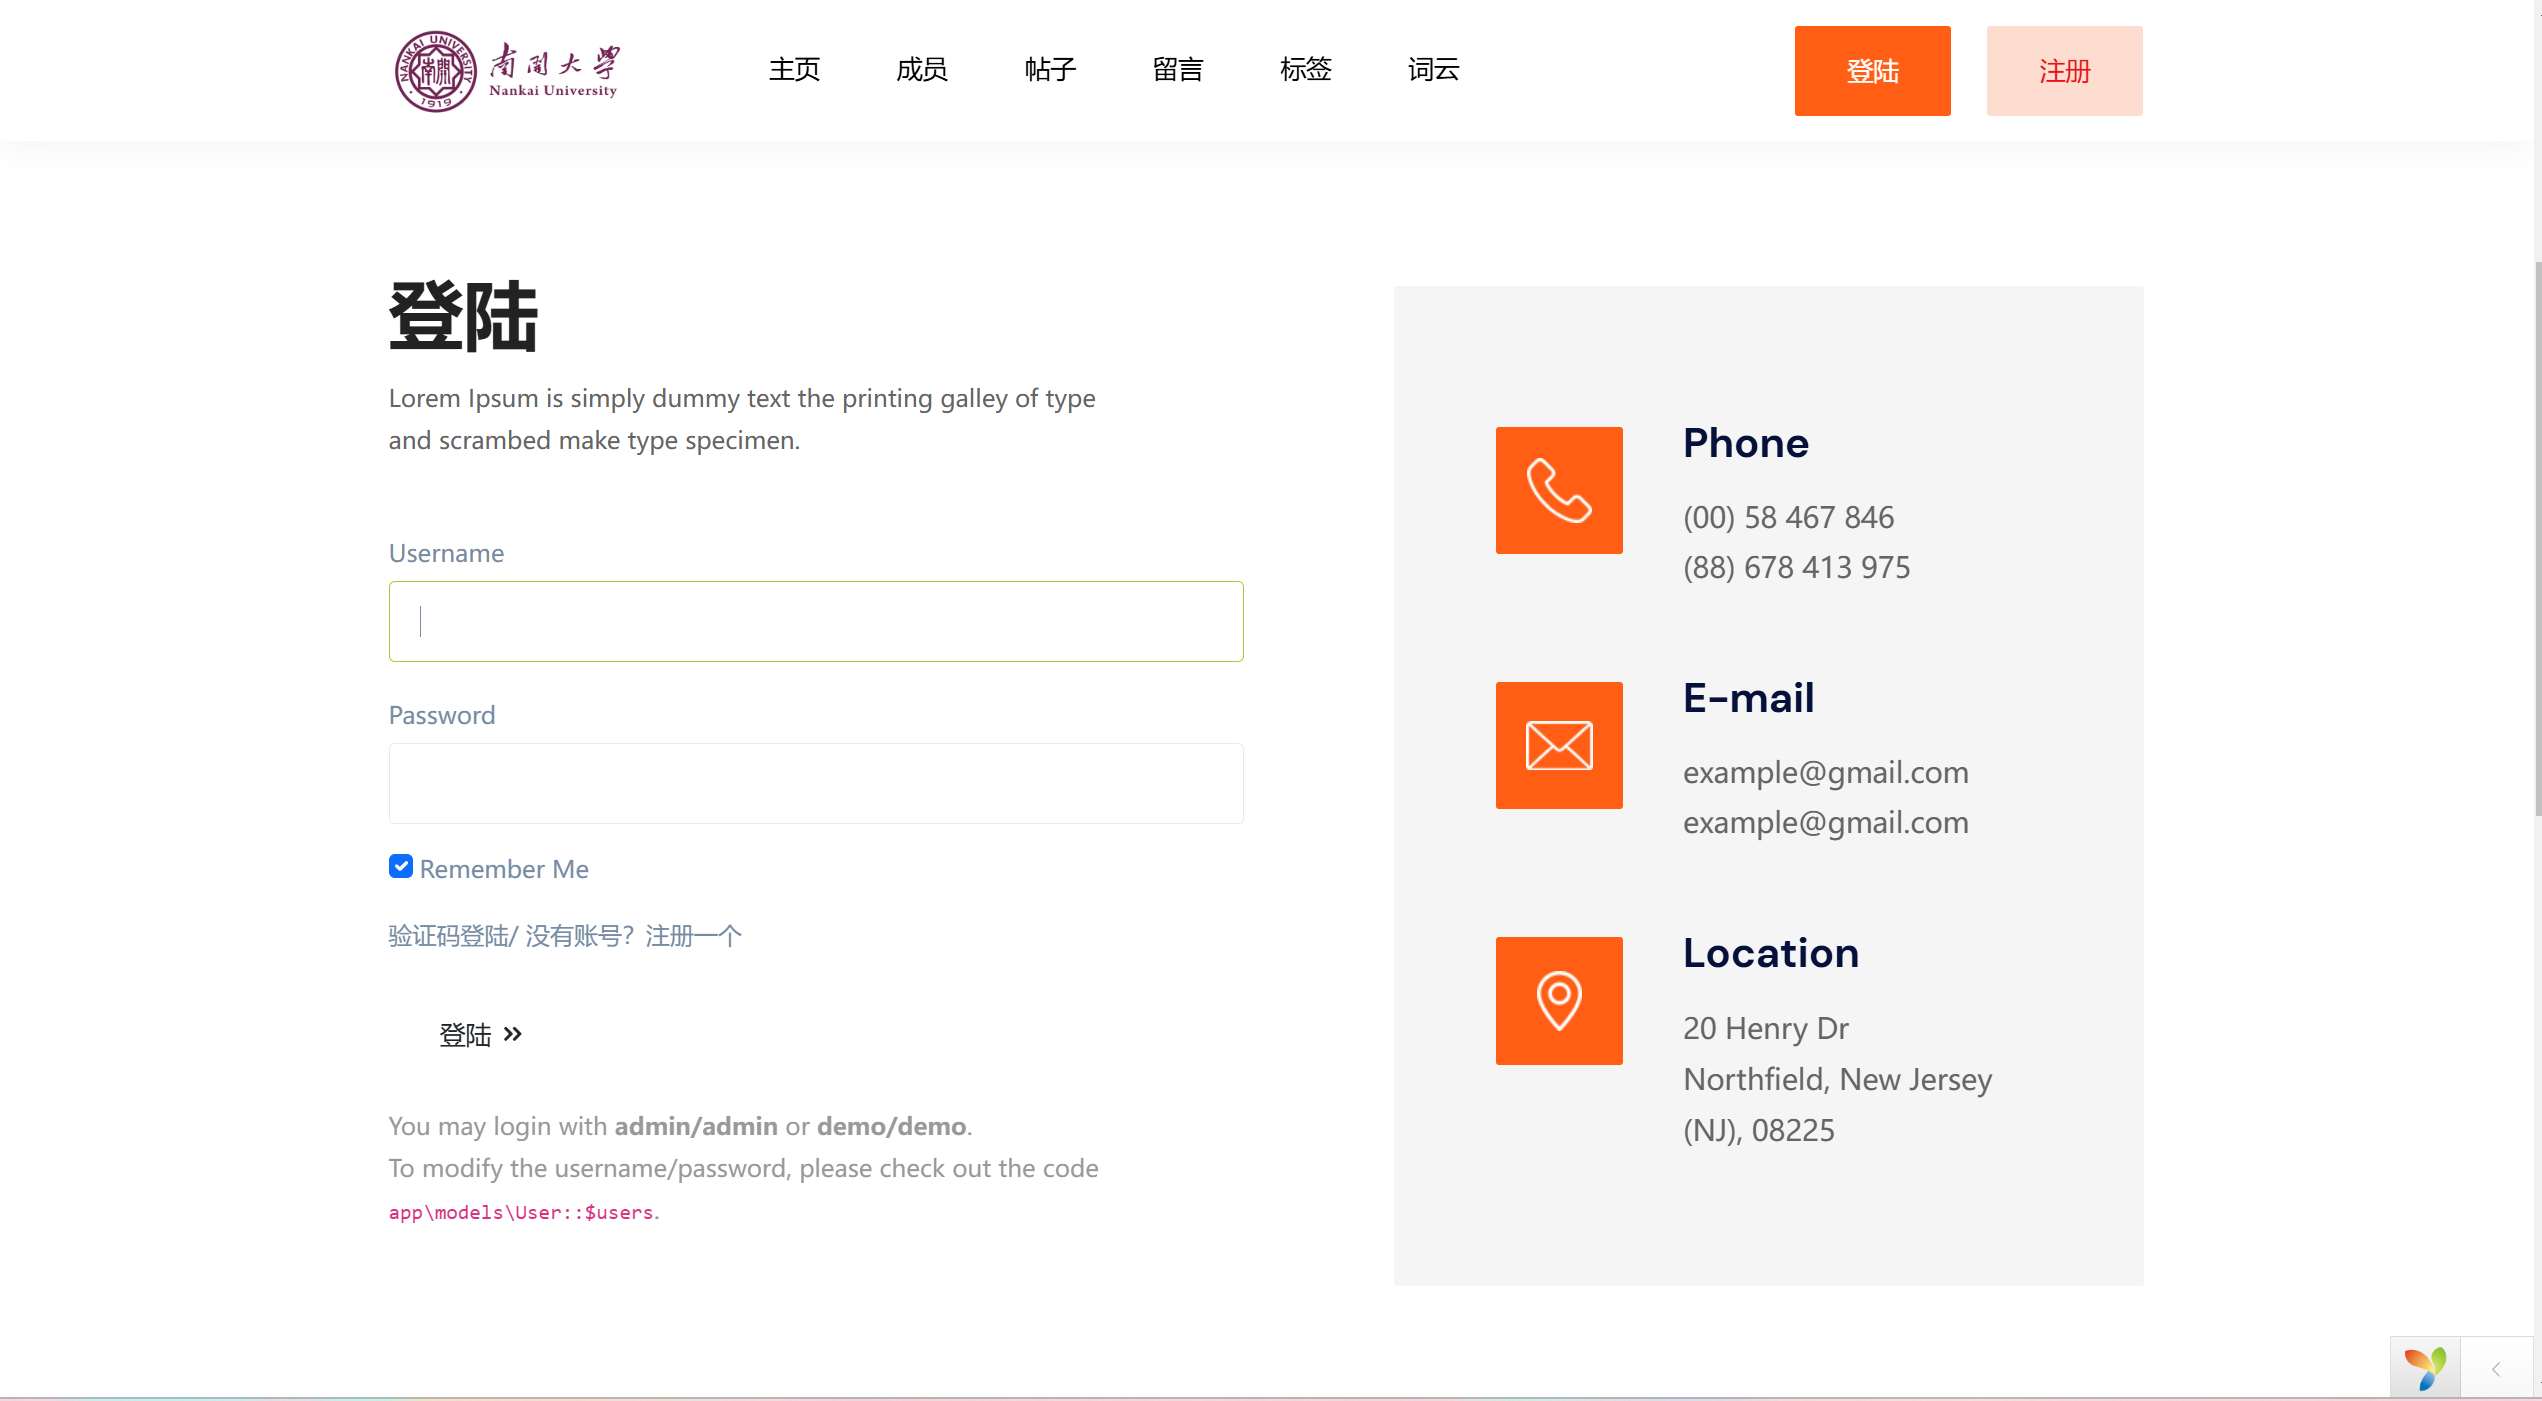 NANKAI UNIVERSITY
南開
1919
南開大學
Nankai University
主页
成员
帖子
留言
标签
词云
登陆
注册
登陆
Lorem Ipsum is simply dummy text the printing galley of type
and scrambed make type specimen.
Username
Password
Remember Me
验证码登陆/ 没有账号？注册一个
登陆 »
You may login with admin/admin or demo/demo.
To modify the username/password, please check out the code
app\models\User::$users.
Phone
(00) 58 467 846
(88) 678 413 975
E-mail
example@gmail.com
example@gmail.com
Location
20 Henry Dr
Northfield, New Jersey
(NJ), 08225